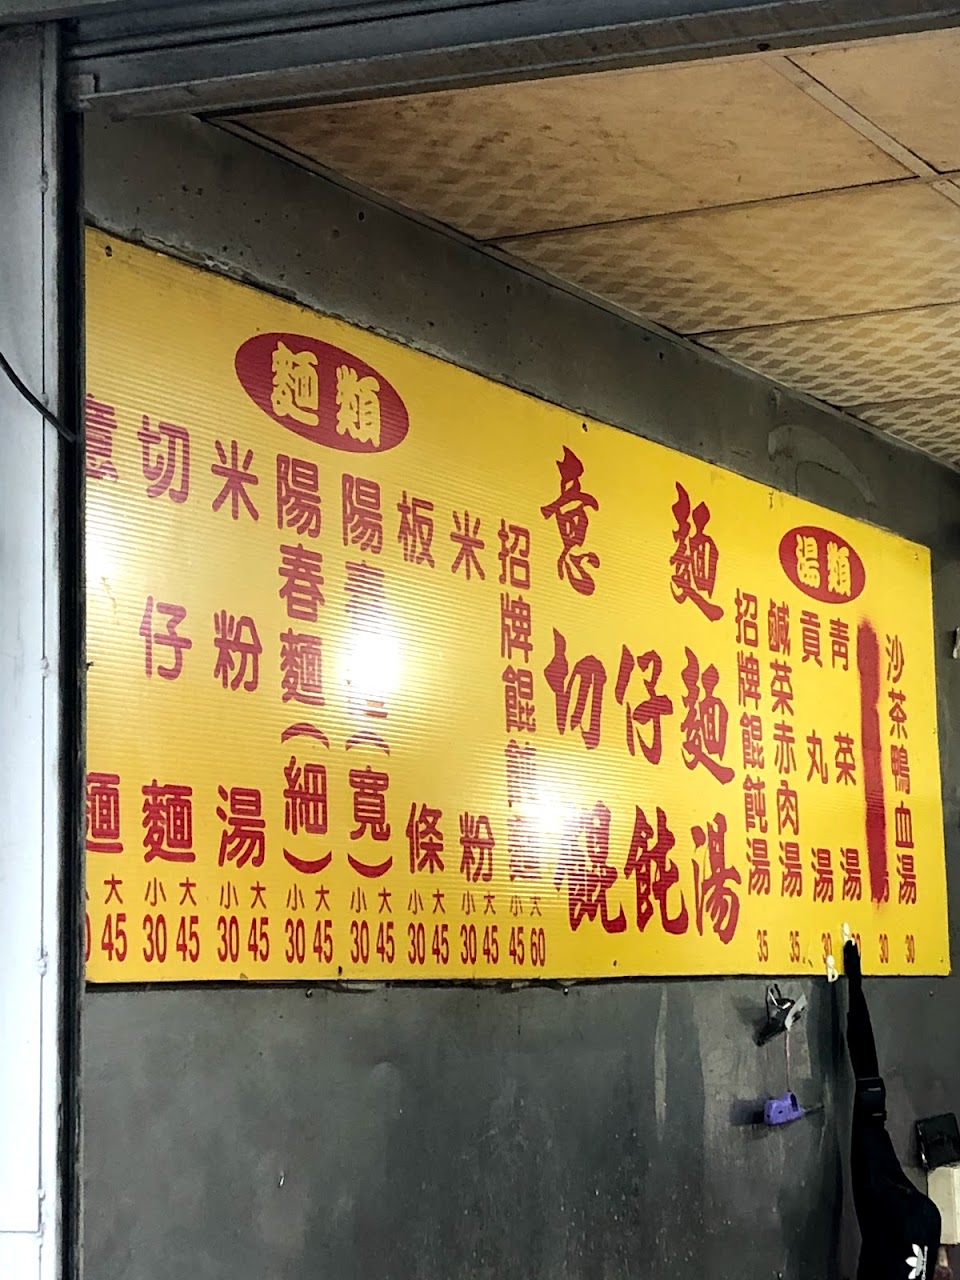 麵類
意麵 大 45
切仔麵 小 大 30 45
米粉湯 小 大 30 45
陽春麵(細) 小 大 30 45
陽春麵(寬) 小 大 30 45
板條 小 大 30 45
米粉 小 大 30 45
招牌餛飩麵 小 大 45 60
意麵
切仔麵
餛飩湯
湯類
招牌餛飩湯 35
鹹菜赤肉湯 35
貢丸湯 30
青菜湯
30
沙茶鴨血湯 30